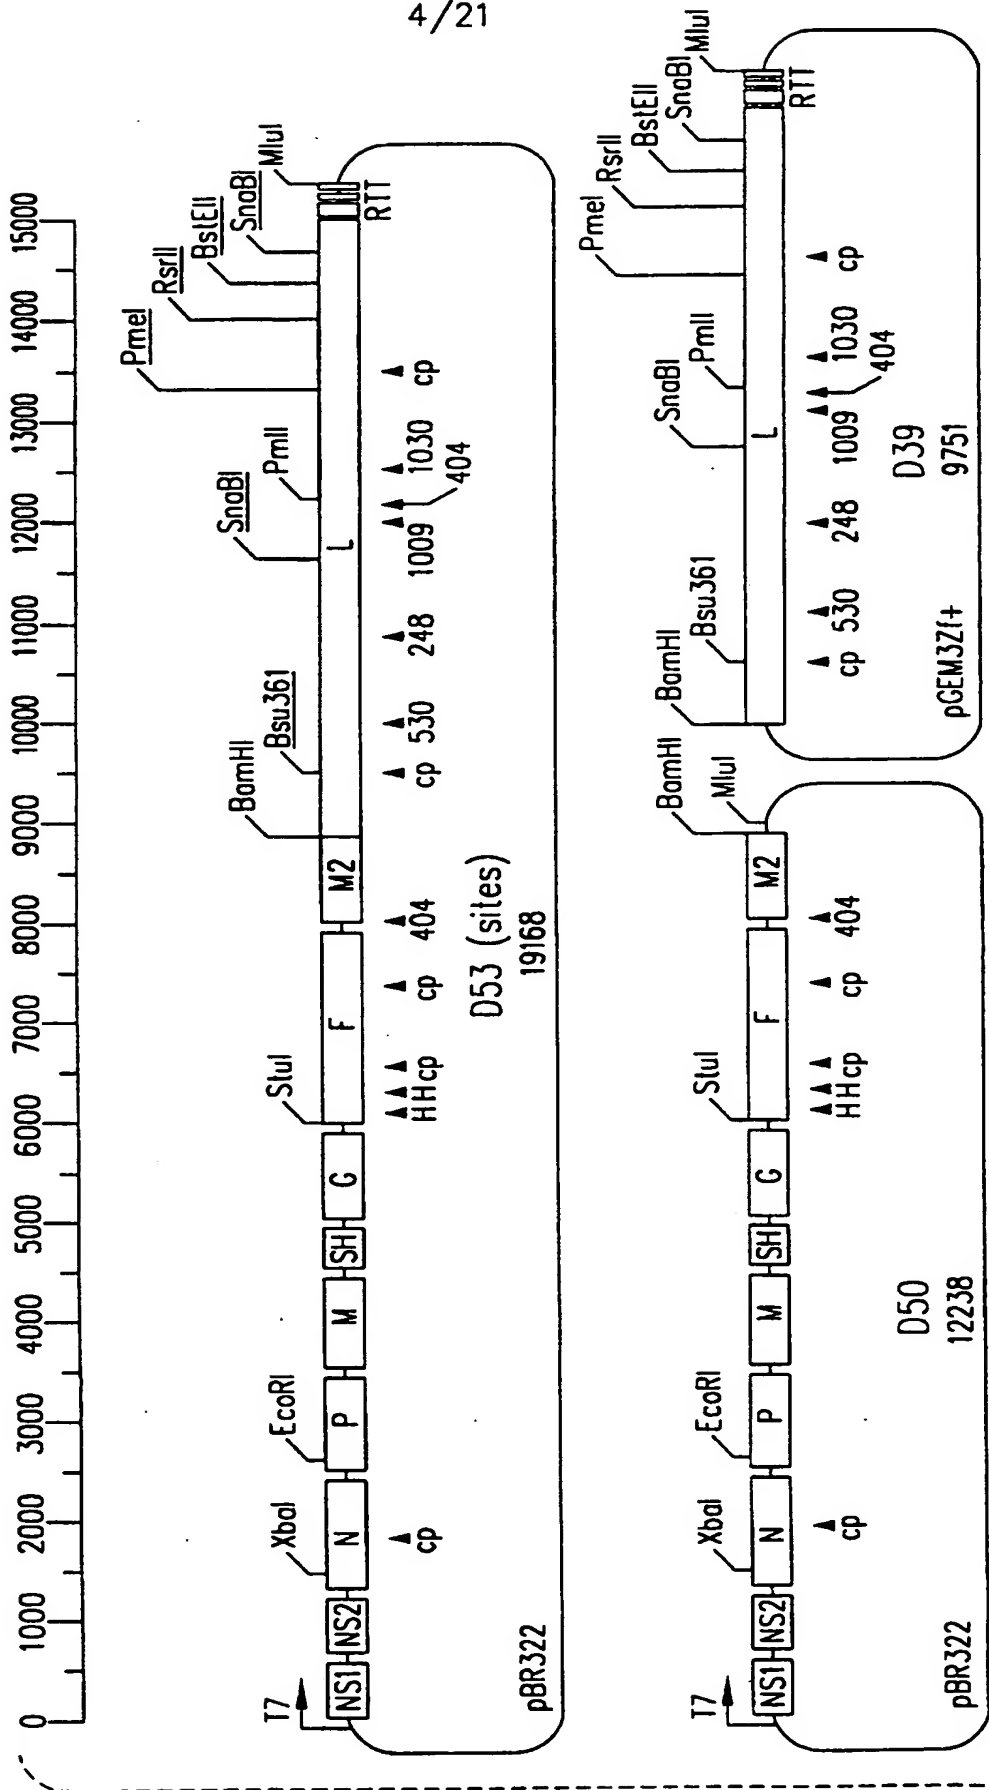 4/21
0 1000 2000 3000 4000 5000 6000 7000 8000 9000 10000 11000 12000 13000 14000 15000
T7 XbaI EcoRI StuI BamHI Bsu361 SnaBI PmlI PmeI RsrII BstEII SnaBI MluI
NS1 NS2 N P M SH G F M2 L RTT
cp H H cp cp 404 cp 530 248 1009 404 1030 cp
D53 (sites)
19168
pBR322
T7 XbaI EcoRI StuI BamHI MluI
NS1 NS2 N P M SH G F M2
cp H H cp cp 404
D50
12238
pBR322
BamHI Bsu361 SnaBI PmlI PmeI RsrII BstEII SnaBI MluI
L RTT
cp 530 248 1009 404 1030 cp
D39
9751
pGEM3Zf+